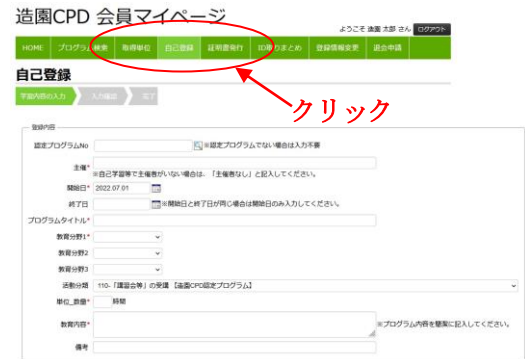 造園CPD 会員マイページ
ようこそ 造園 太郎 さん ログアウト
HOME プログラム検索 取得単位 自己登録 証明書発行 ID取りまとめ 登録情報変更 退会申請
自己登録
学習内容の入力 入力確認 完了
クリック
登録内容
認定プログラムNo ※認定プログラムでない場合は入力不要
主催*
※自己学習等で主催者がいない場合は、「主催者なし」と記入してください。
開始日* 2022.07.01
終了日 ※開始日と終了日が同じ場合は開始日のみ入力してください。
プログラムタイトル*
教育分野1*
教育分野2
教育分野3
活動分類 110-「講習会等」の受講 【造園CPD認定プログラム】
単位_数量* 時間
教育内容* ※プログラム内容を簡潔に記入してください。
備考